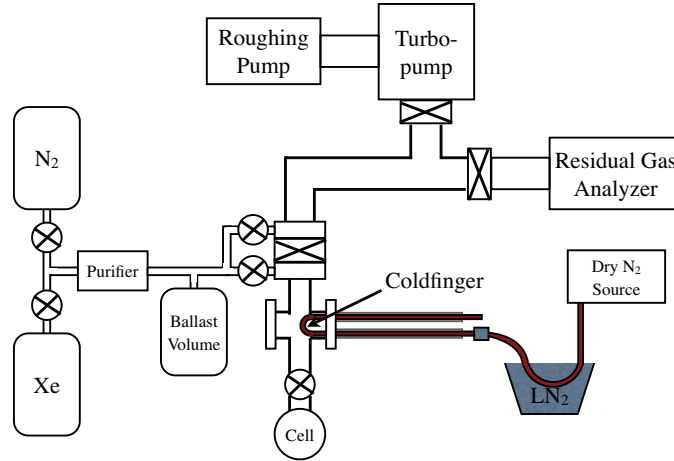 Roughing
Pump
Turbo-
pump
N₂
Residual Gas
Analyzer
Purifier
Coldfinger
Dry N₂
Source
Ballast
Volume
Xe
LN₂
Cell